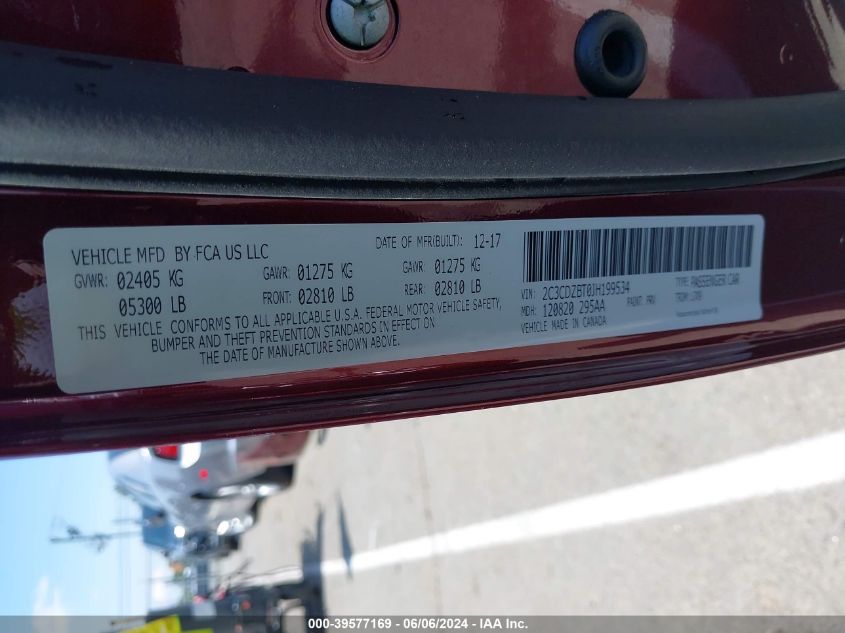 VEHICLE MFD BY FCA US LLC
DATE OF MFR(BUILT): 12-17
GVWR: 02405 KG
GAWR: 01275 KG
GAWR: 01275 KG
05300 LB
FRONT: 02810 LB
REAR: 02810 LB
THIS VEHICLE CONFORMS TO ALL APPLICABLE U.S.A. FEDERAL MOTOR VEHICLE SAFETY,
BUMPER AND THEFT PREVENTION STANDARDS IN EFFECT ON
THE DATE OF MANUFACTURE SHOWN ABOVE.
VIN: 2C3CDZBT0JH199534
TYPE: PASSENGER CAR
MDH: 120820 295AA
PAINT: PRV
TRIM:
VEHICLE MADE IN CANADA
000-39577169 - 06/06/2024 - IAA Inc.